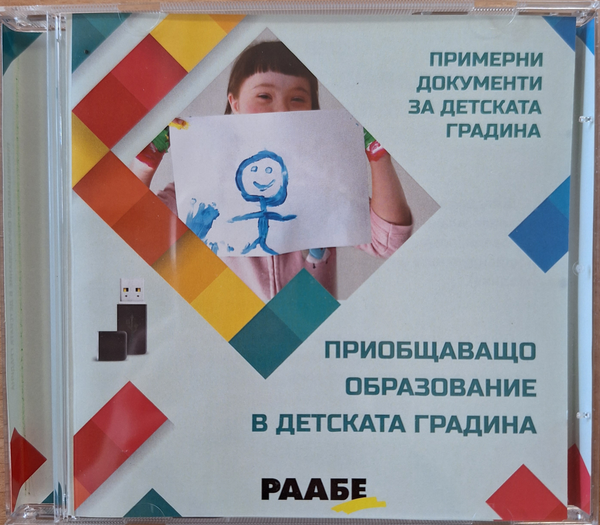 ПРИМЕРНИ
ДОКУМЕНТИ
ЗА ДЕТСКАТА
ГРАДИНА
ПРИОБЩАВАЩО
ОБРАЗОВАНИЕ
В ДЕТСКАТА ГРАДИНА
РААБЕ